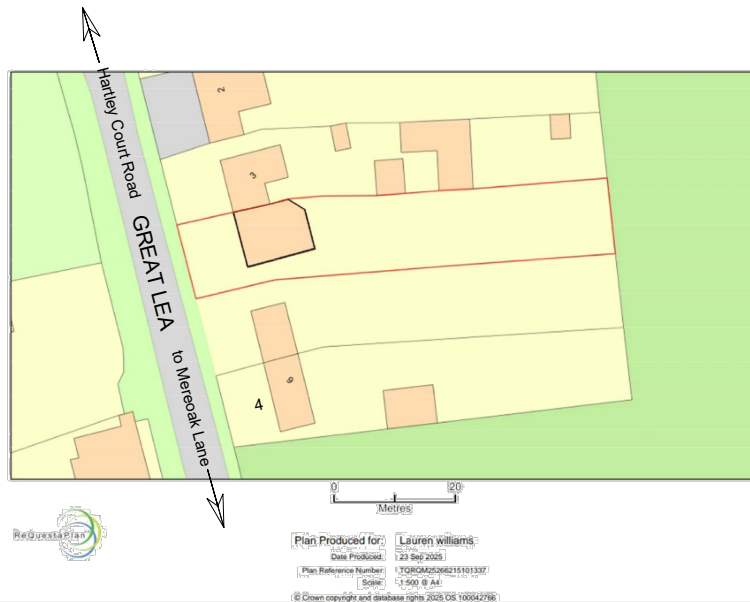 Hartley Court Road
GREAT LEA
to Mereoak Lane
2
3
6
4
0 20
Metres
ReQuestaPlan
Plan Produced for: Lauren williams
Date Produced: 23 Sep 2025
Plan Reference Number: TQRQM25266215101337
Scale: 1:500 @ A4
© Crown copyright and database rights 2025 OS 100042766